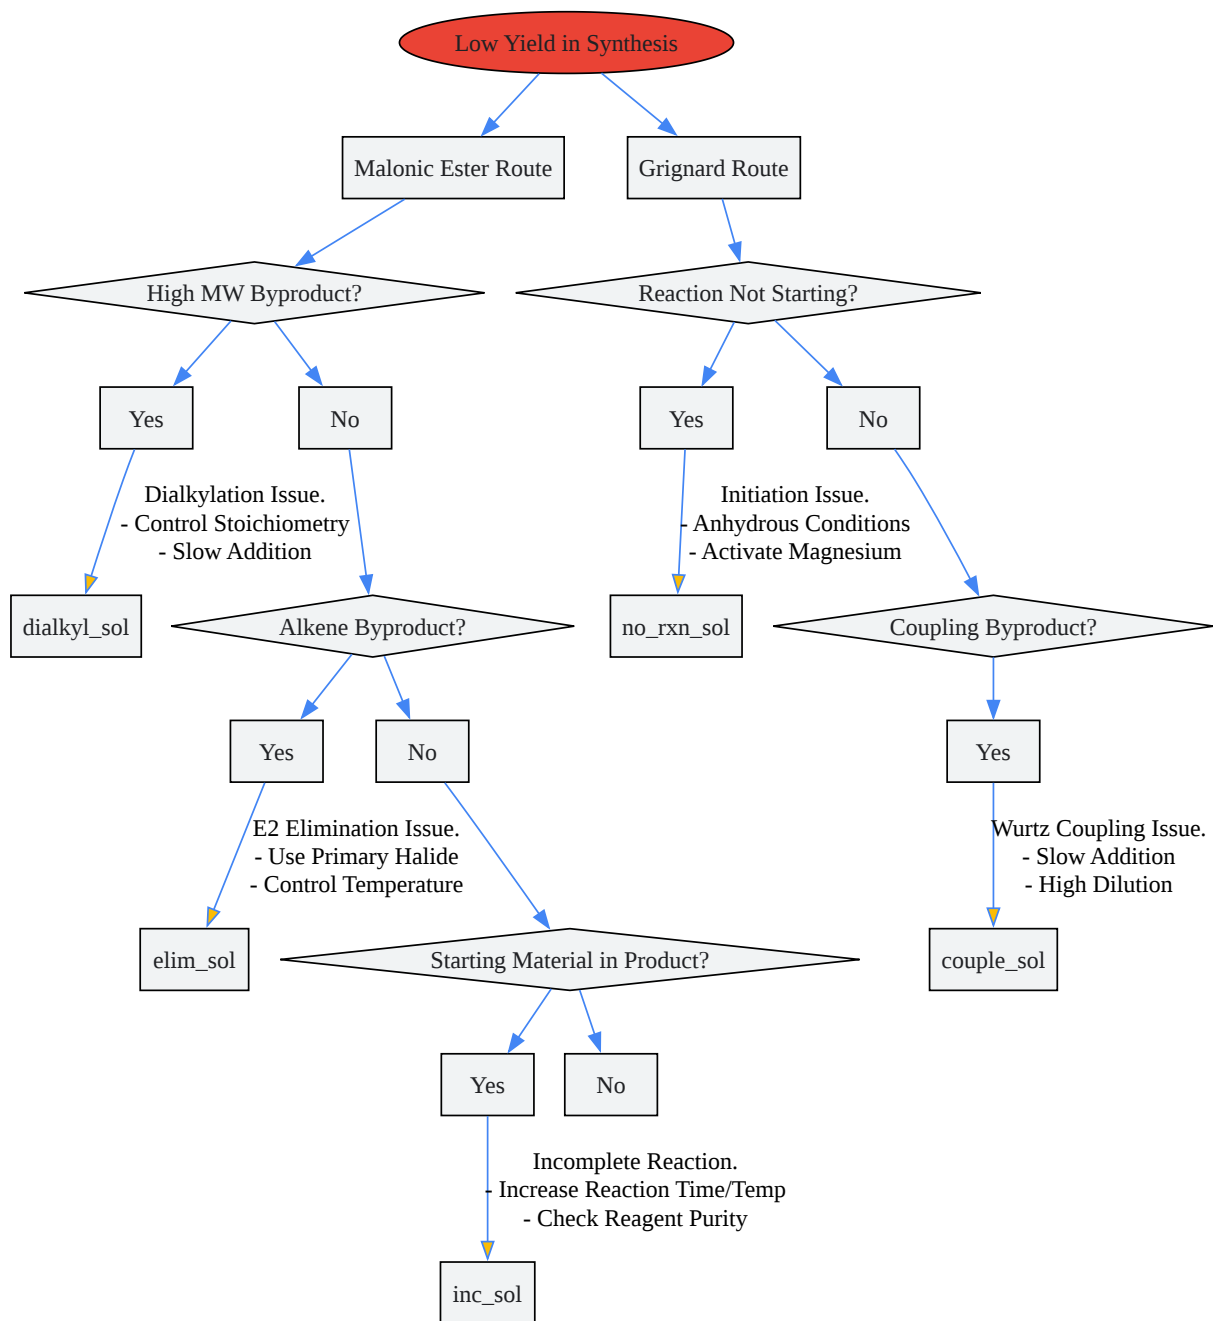 Low Yield in Synthesis
Malonic Ester Route
Grignard Route
High MW Byproduct?
Reaction Not Starting?
Yes
No
Yes
No
Dialkylation Issue.
- Control Stoichiometry
- Slow Addition
Initiation Issue.
- Anhydrous Conditions
- Activate Magnesium
dialkyl_sol
Alkene Byproduct?
no_rxn_sol
Coupling Byproduct?
Yes
No
Yes
E2 Elimination Issue.
- Use Primary Halide
- Control Temperature
Wurtz Coupling Issue.
- Slow Addition
- High Dilution
elim_sol
Starting Material in Product?
couple_sol
Yes
No
Incomplete Reaction.
- Increase Reaction Time/Temp
- Check Reagent Purity
inc_sol